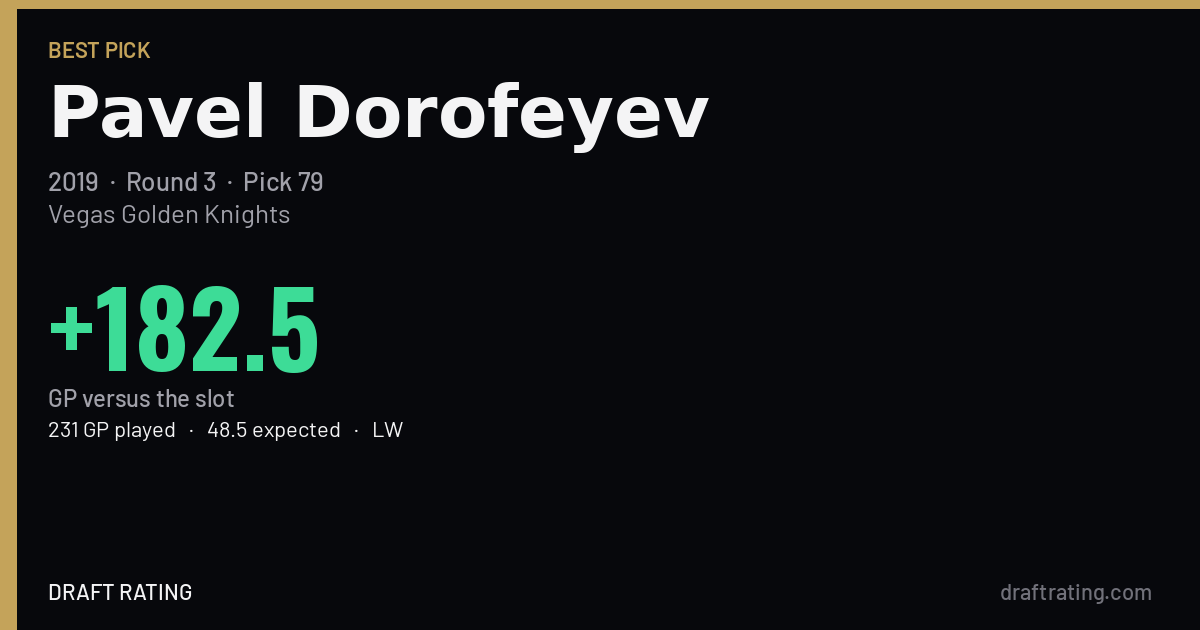 BEST PICK
Pavel Dorofeyev
2019 · Round 3 · Pick 79
Vegas Golden Knights
+182.5
GP versus the slot
231 GP played · 48.5 expected · LW
DRAFT RATING
draftrating.com